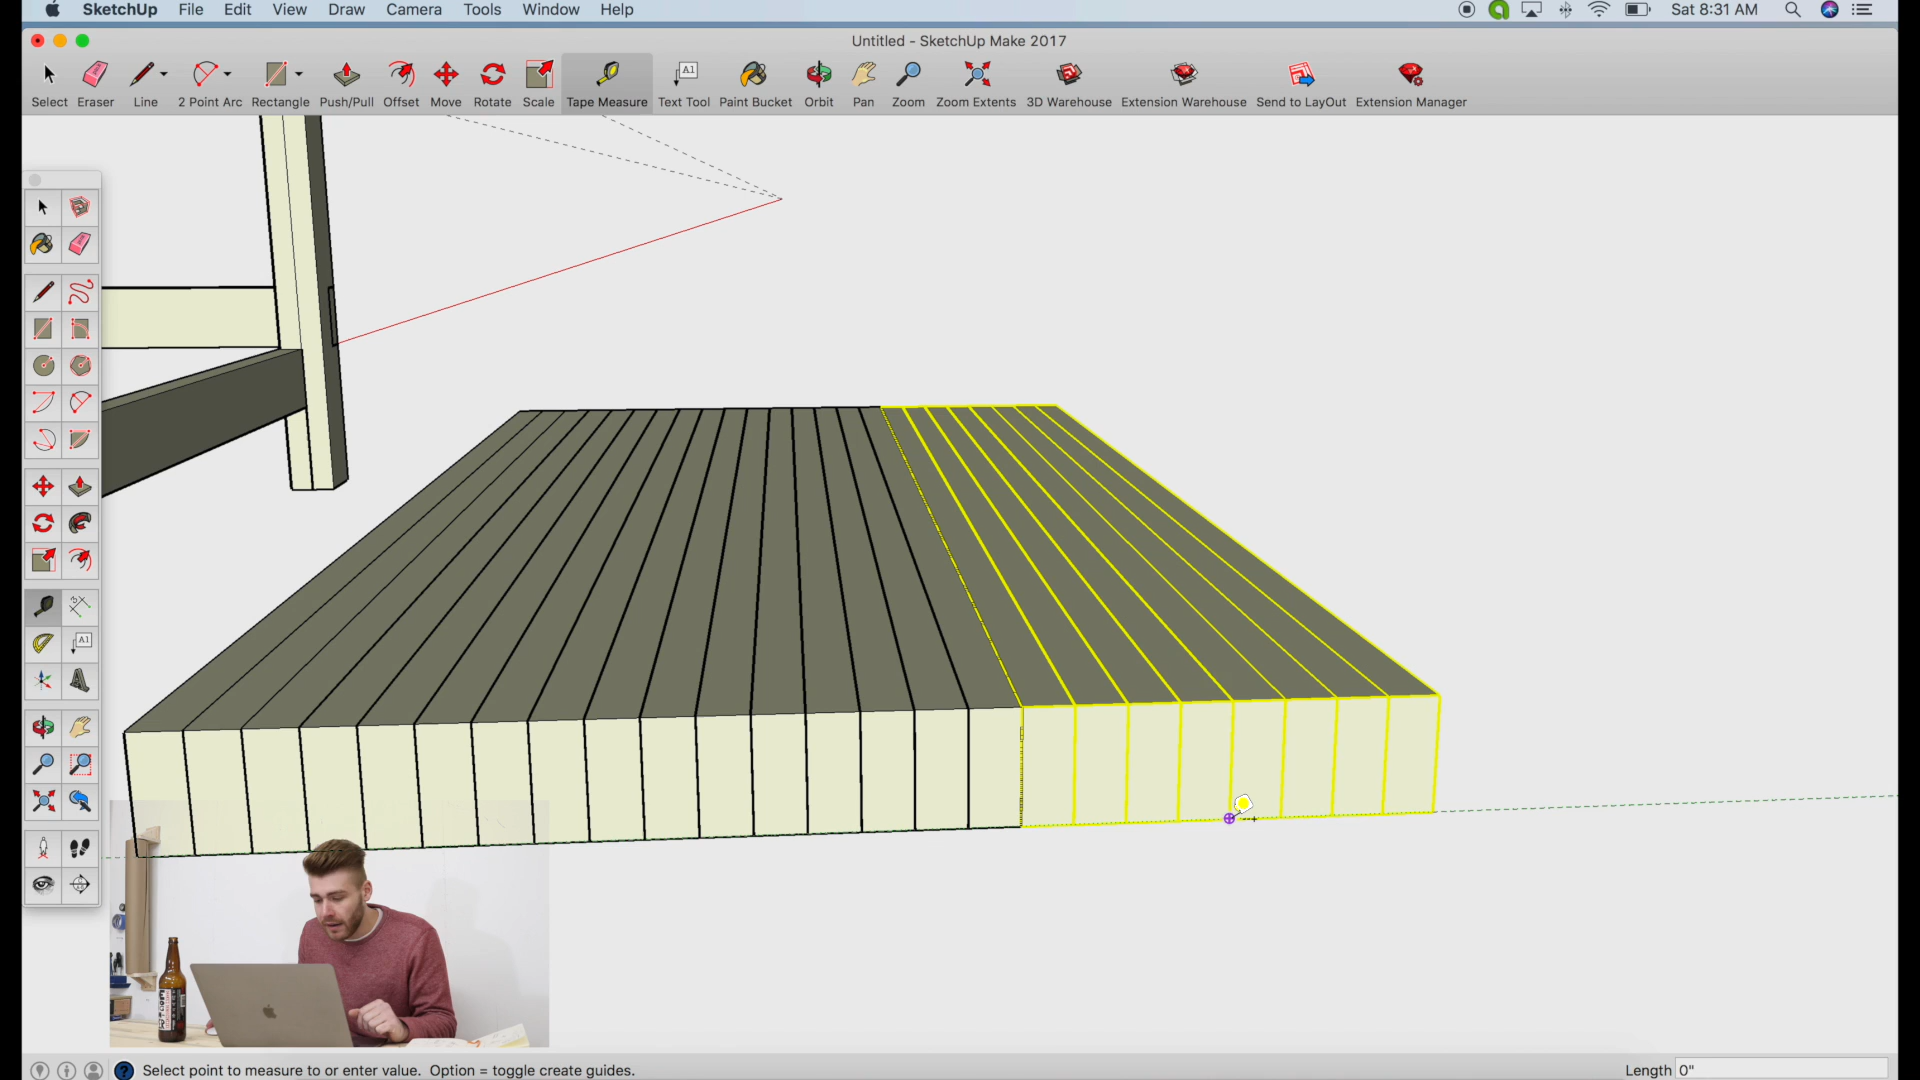 SketchUp File Edit View Draw Camera Tools Window Help Sat 8:31 AM
Untitled - SketchUp Make 2017
A1
Select Eraser Line 2 Point Arc Rectangle Push/Pull Offset Move Rotate Scale Tape Measure Text Tool Paint Bucket Orbit Pan Zoom Zoom Extents 3D Warehouse Extension Warehouse Send to LayOut Extension Manager
A1
Select point to measure to or enter value. Option = toggle create guides. Length 0"